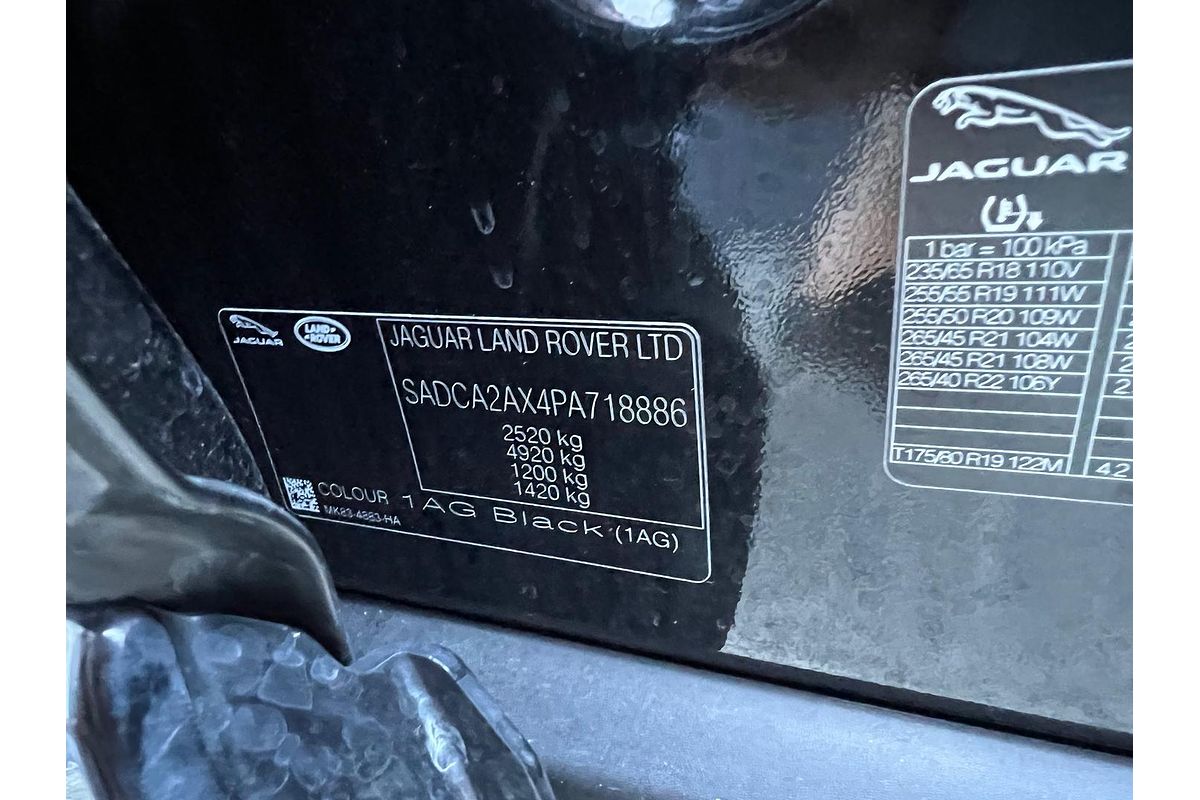 JAGUAR
LAND ROVER
JAGUAR LAND ROVER LTD
SADCA2AX4PA718886
2520 kg
4920 kg
1200 kg
1420 kg
COLOUR 1AG Black (1AG)
MK83-4883-HA
JAGUAR
1 bar = 100 kPa
235/65 R18 110V
255/55 R19 111W
255/50 R20 109W
265/45 R21 104W
265/45 R21 108W
265/40 R22 106Y
T175/80 R19 122M